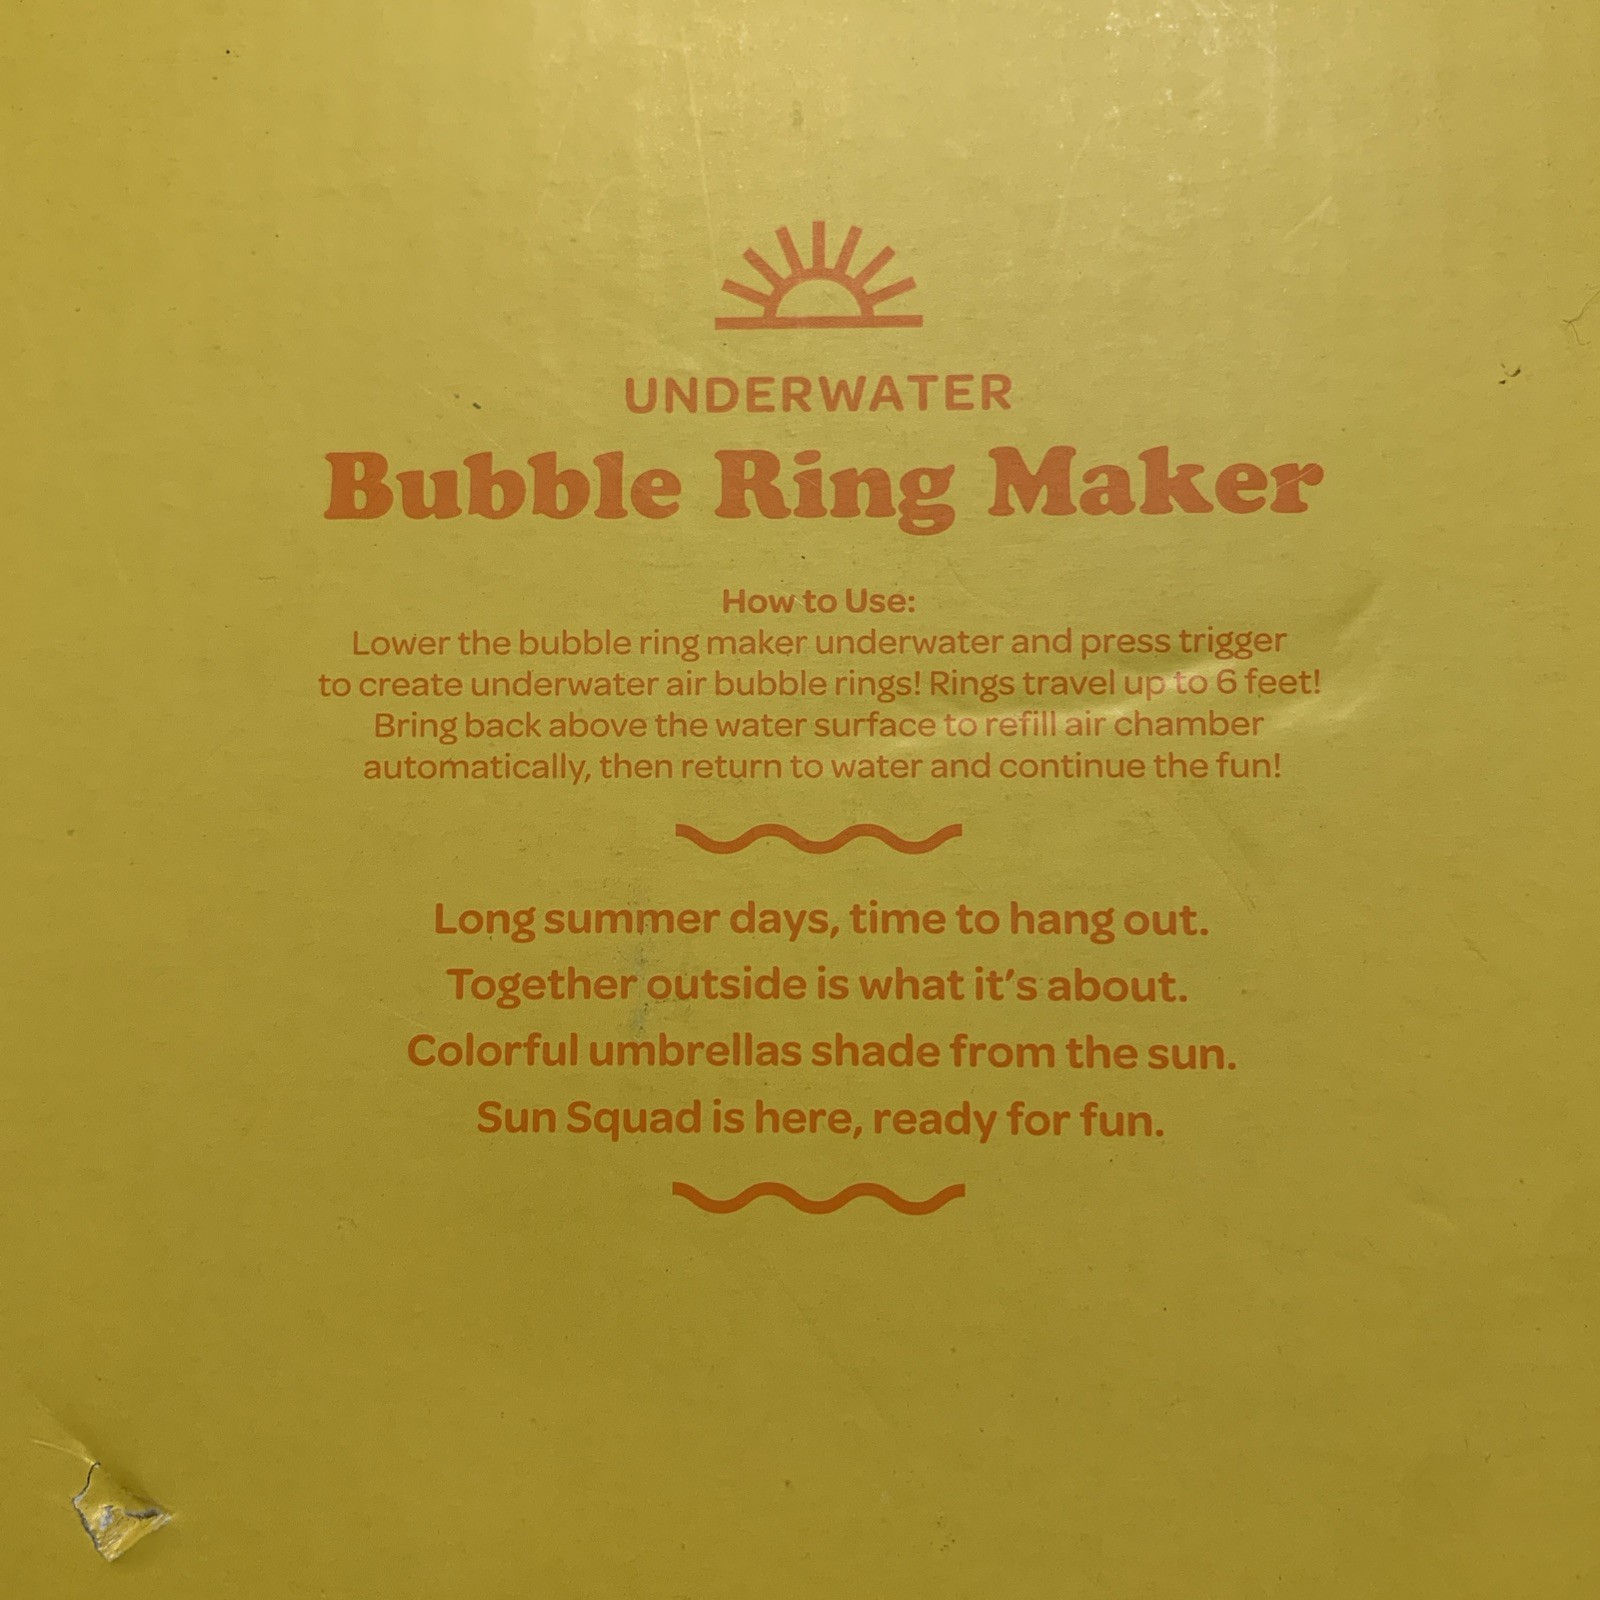 UNDERWATER
Bubble Ring Maker
How to Use:
Lower the bubble ring maker underwater and press trigger
to create underwater air bubble rings! Rings travel up to 6 feet!
Bring back above the water surface to refill air chamber
automatically, then return to water and continue the fun!
Long summer days, time to hang out.
Together outside is what it's about.
Colorful umbrellas shade from the sun.
Sun Squad is here, ready for fun.